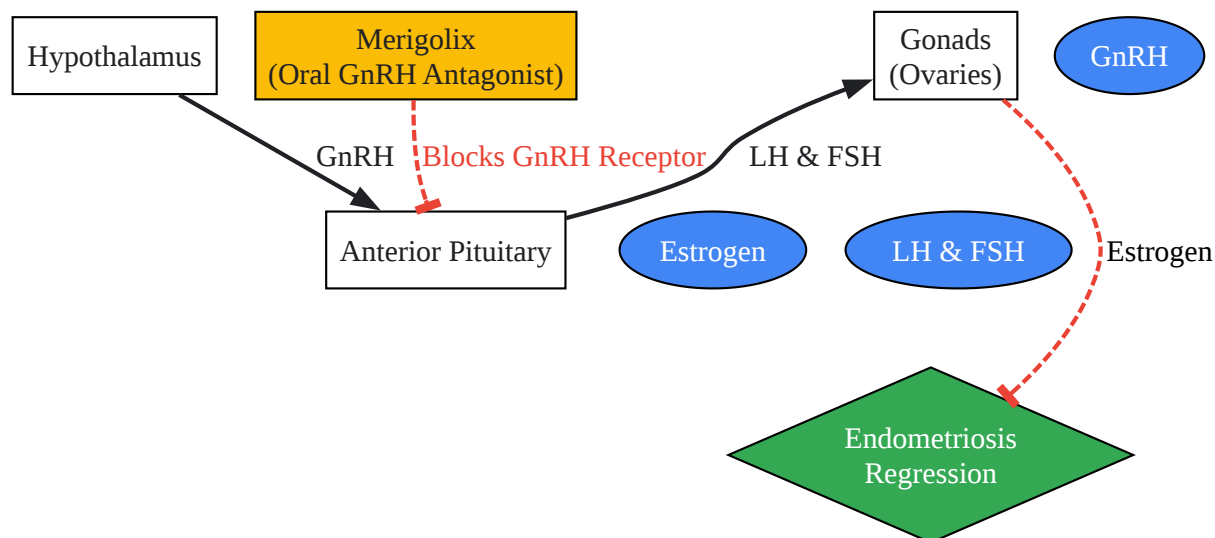 Hypothalamus
Merigolix
(Oral GnRH Antagonist)
Gonads
(Ovaries)
GnRH
GnRH
Blocks GnRH Receptor
LH & FSH
Anterior Pituitary
Estrogen
LH & FSH
Estrogen
Endometriosis
Regression